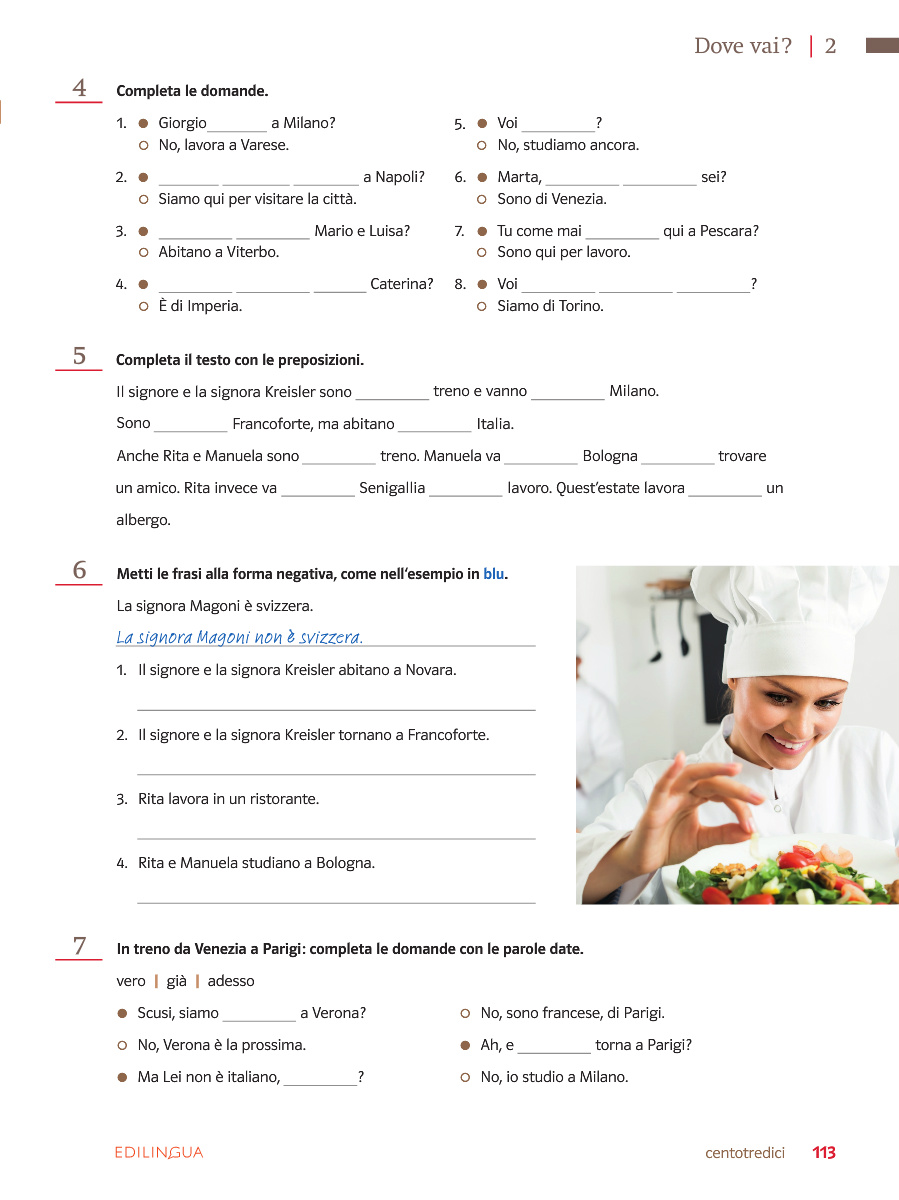 Dove vai? | 2
4 Completa le domande.
1. ● Giorgio ________ a Milano?
○ No, lavora a Varese.
2. ● ________ ________ ________ a Napoli?
○ Siamo qui per visitare la città.
3. ● ________ ________ Mario e Luisa?
○ Abitano a Viterbo.
4. ● ________ ________ ________ Caterina?
○ È di Imperia.
5. ● Voi ________?
○ No, studiamo ancora.
6. ● Marta, ________ ________ sei?
○ Sono di Venezia.
7. ● Tu come mai ________ qui a Pescara?
○ Sono qui per lavoro.
8. ● Voi ________ ________ ________?
○ Siamo di Torino.
5 Completa il testo con le preposizioni.
Il signore e la signora Kreisler sono ________ treno e vanno ________ Milano.
Sono ________ Francoforte, ma abitano ________ Italia.
Anche Rita e Manuela sono ________ treno. Manuela va ________ Bologna ________ trovare
un amico. Rita invece va ________ Senigallia ________ lavoro. Quest'estate lavora ________ un
albergo.
6 Metti le frasi alla forma negativa, come nell'esempio in blu.
La signora Magoni è svizzera.
La signora Magoni non è svizzera.
1. Il signore e la signora Kreisler abitano a Novara.
2. Il signore e la signora Kreisler tornano a Francoforte.
3. Rita lavora in un ristorante.
4. Rita e Manuela studiano a Bologna.
7 In treno da Venezia a Parigi: completa le domande con le parole date.
vero | già | adesso
● Scusi, siamo ________ a Verona?
○ No, Verona è la prossima.
● Ma Lei non è italiano, ________?
○ No, sono francese, di Parigi.
● Ah, e ________ torna a Parigi?
○ No, io studio a Milano.
EDILINGUA
centotredici 113